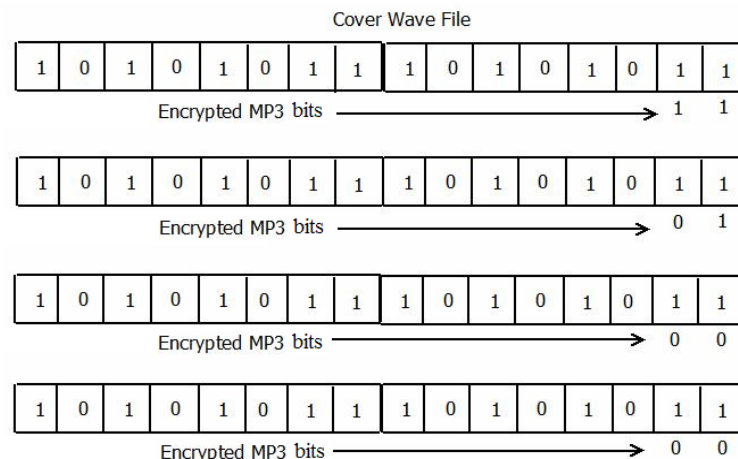 Cover Wave File
1 0 1 0 1 0 1 1 1 0 1 0 1 0 1 1
Encrypted MP3 bits 1 1
1 0 1 0 1 0 1 1 1 0 1 0 1 0 1 1
Encrypted MP3 bits 0 1
1 0 1 0 1 0 1 1 1 0 1 0 1 0 1 1
Encrypted MP3 bits 0 0
1 0 1 0 1 0 1 1 1 0 1 0 1 0 1 1
Encrypted MP3 bits 0 0